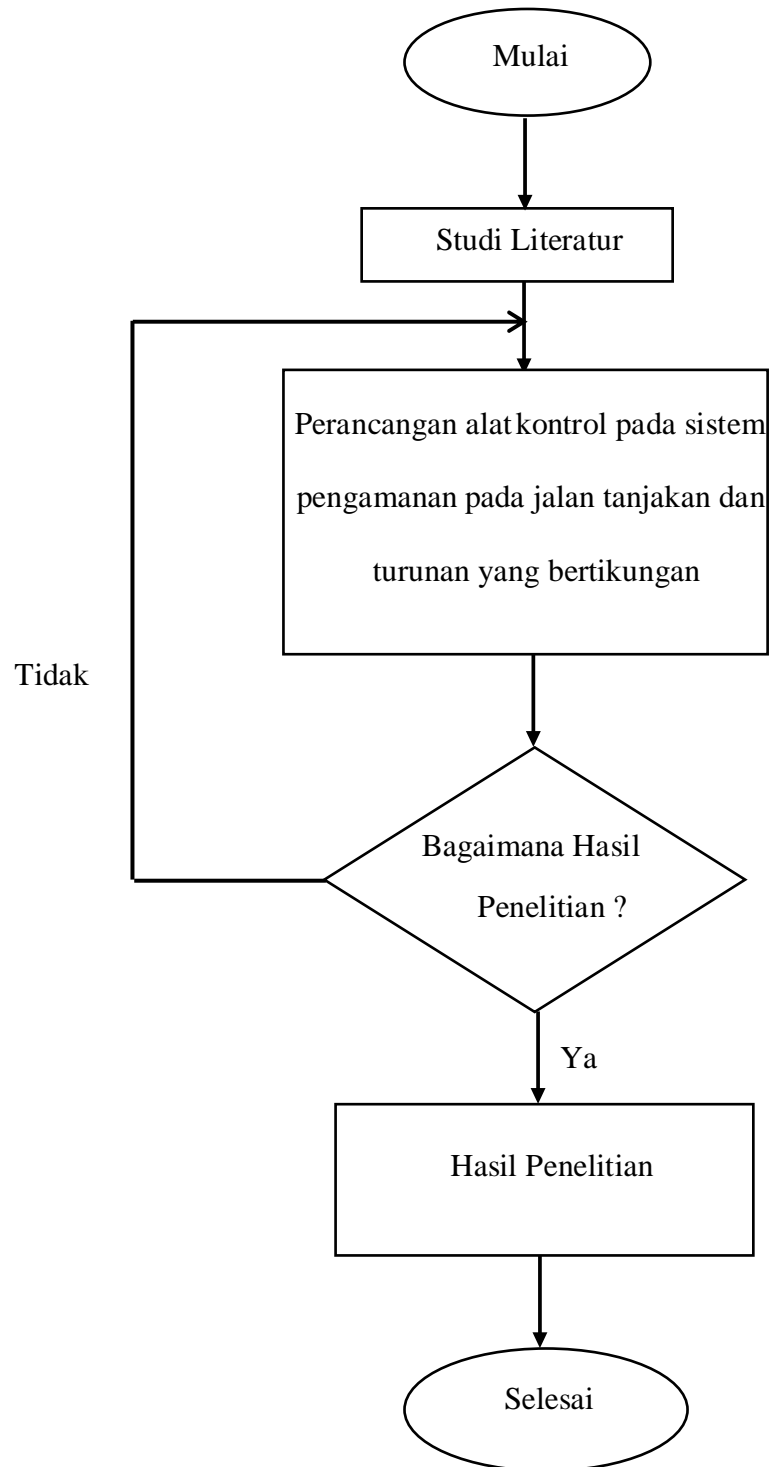 Mulai
Studi Literatur
Perancangan alat kontrol pada sistem
pengamanan pada jalan tanjakan dan
turunan yang bertikungan
Tidak
Bagaimana Hasil
Penelitian ?
Ya
Hasil Penelitian
Selesai